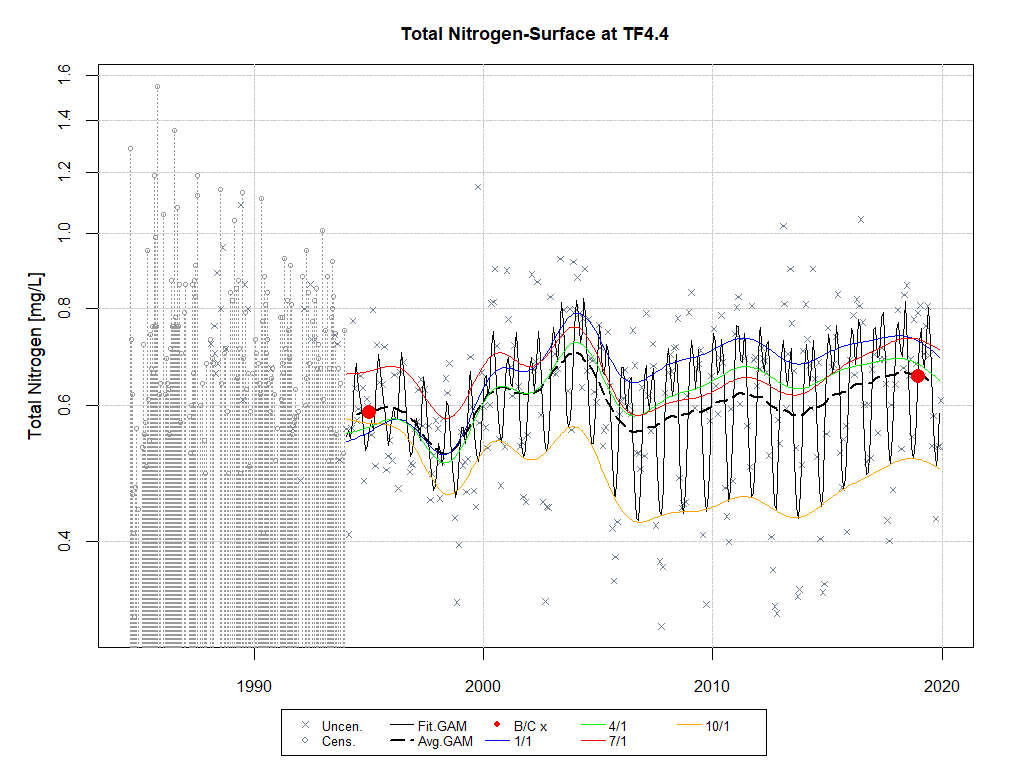 Total Nitrogen-Surface at TF4.4
Total Nitrogen [mg/L]
1.6
1.4
1.2
1.0
0.8
0.6
0.4
1990 2000 2010 2020
Uncen. Fit.GAM B/C x 4/1 10/1
Cens. Avg.GAM 1/1 7/1